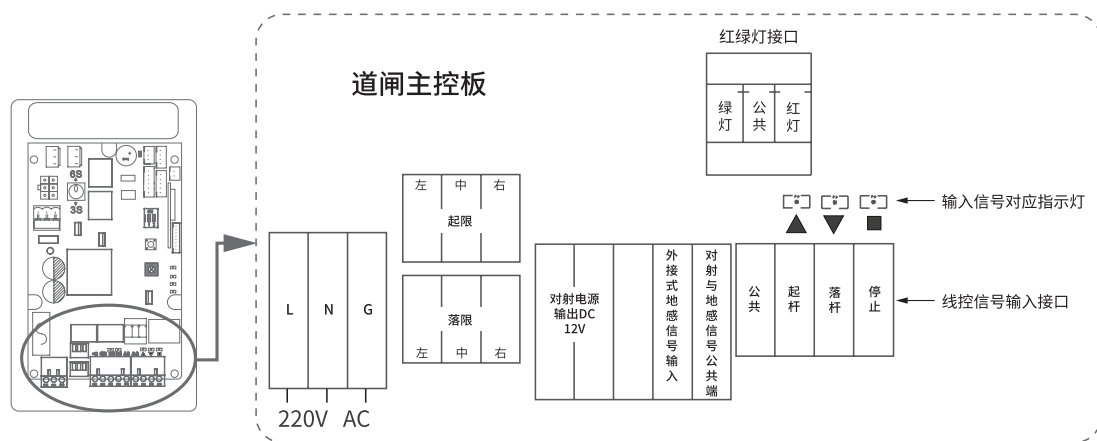 红绿灯接口
道闸主控板
绿灯
公共
红灯
6S
3S
左 中 右
起限
输入信号对应指示灯
L N G
落限
左 中 右
对射电源
输出DC
12V
外接式地感信号输入
对射与地感信号公共端
公共
起杆
落杆
停止
线控信号输入接口
220V AC